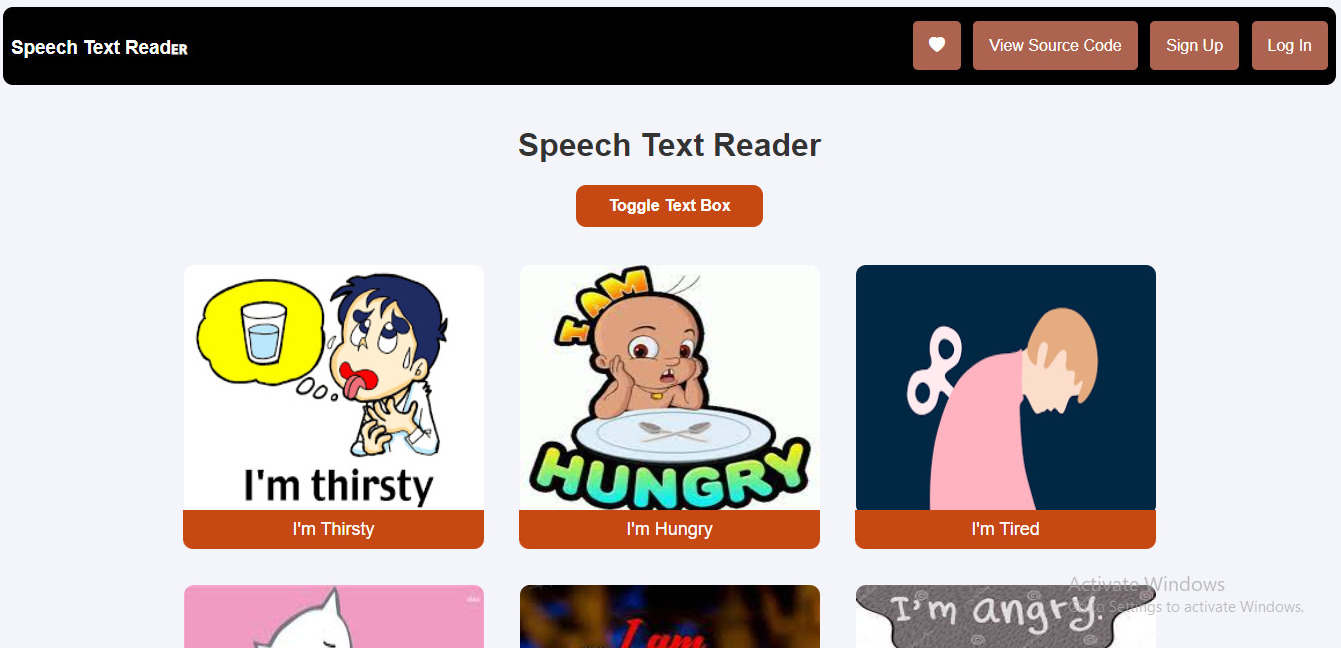 Speech Text Reader
View Source Code
Sign Up
Log In
Speech Text Reader
Toggle Text Box
I'm thirsty
I AM
HUNGRY
I'm Thirsty
I'm Hungry
I'm Tired
I am
I'm angry.
Activate Windows
Go to Settings to activate Windows.